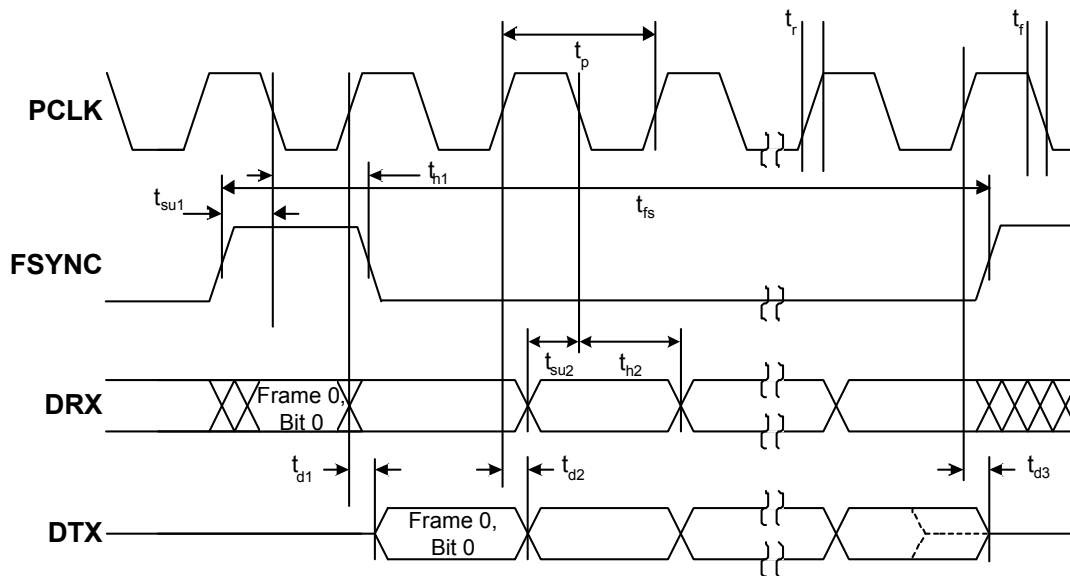 t_r
t_f
t_p
PCLK
t_h1
t_su1
t_fs
FSYNC
t_su2
t_h2
DRX
Frame 0,
Bit 0
t_d1
t_d2
t_d3
DTX
Frame 0,
Bit 0